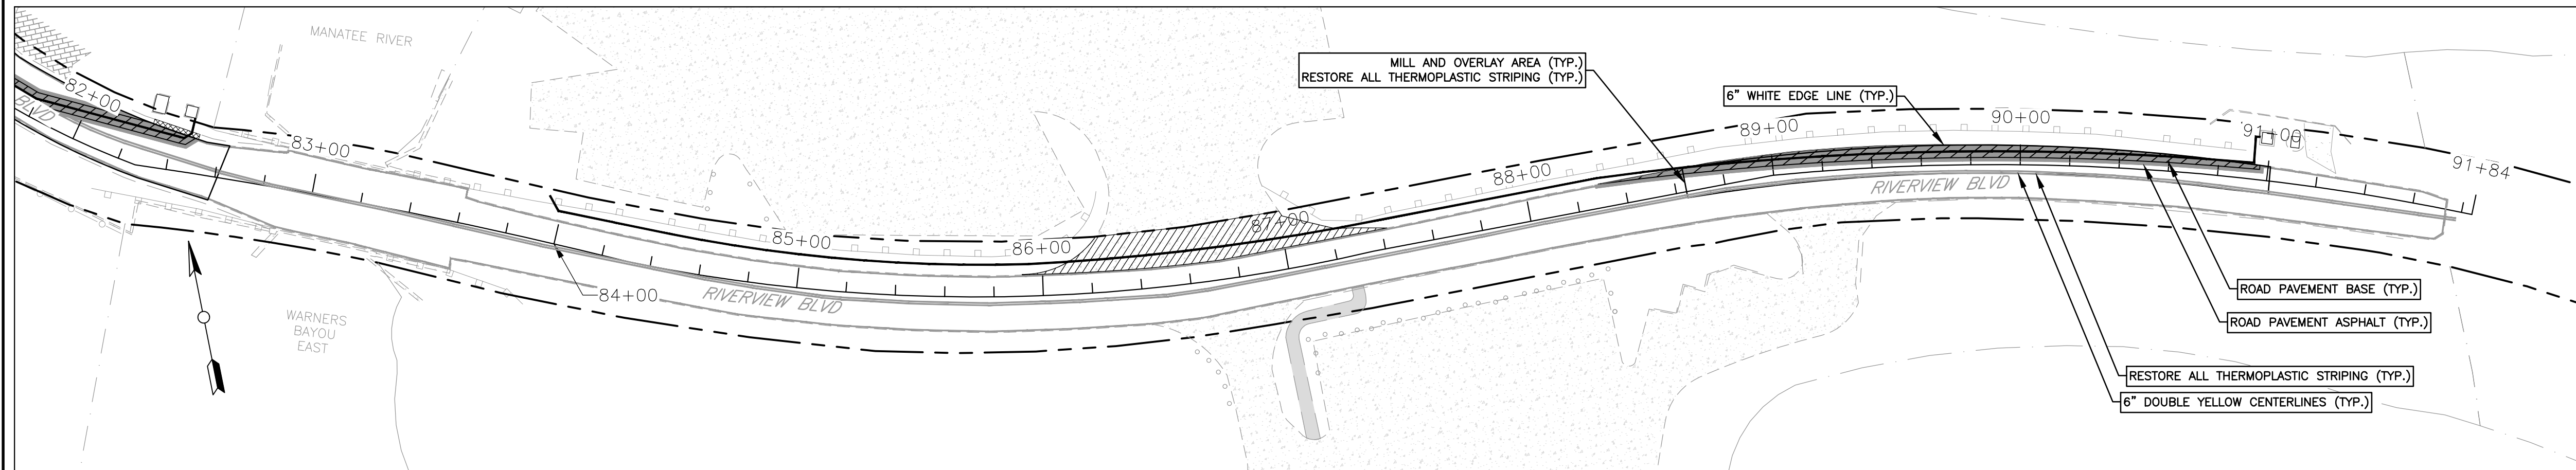 MANATEE RIVER
82+00
BLVD
83+00
MILL AND OVERLAY AREA (TYP.)
RESTORE ALL THERMOPLASTIC STRIPING (TYP.)
6" WHITE EDGE LINE (TYP.)
88+00
89+00
90+00
91+00
91+84
RIVERVIEW BLVD
85+00
86+00
87+00
84+00
RIVERVIEW BLVD
WARNERS
BAYOU
EAST
ROAD PAVEMENT BASE (TYP.)
ROAD PAVEMENT ASPHALT (TYP.)
RESTORE ALL THERMOPLASTIC STRIPING (TYP.)
6" DOUBLE YELLOW CENTERLINES (TYP.)